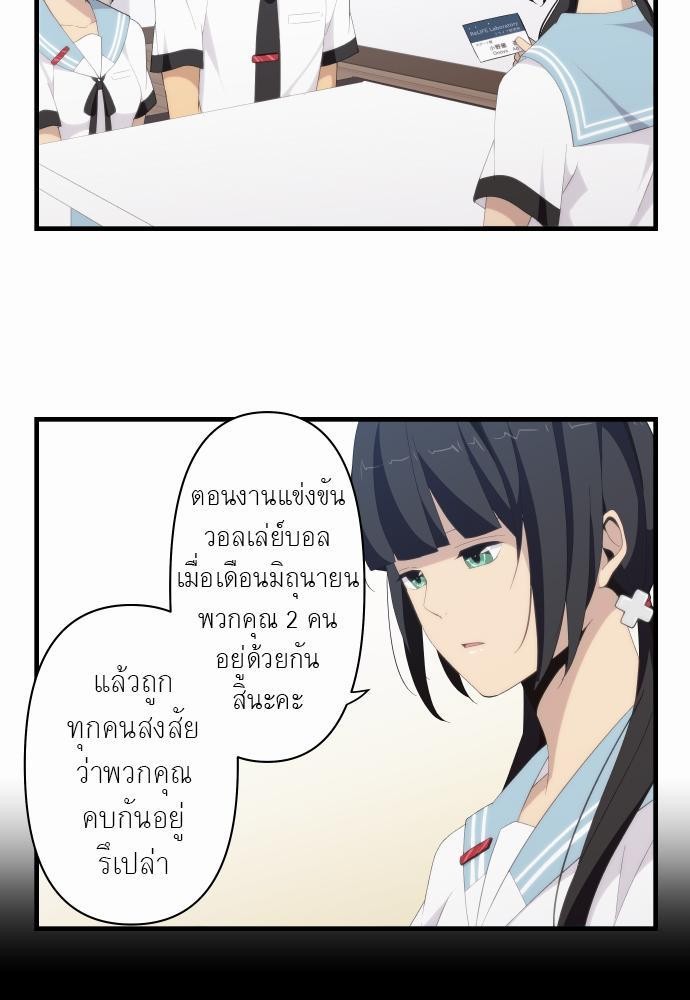 ReLIFE Laboratory
ตอนงานแข่งขัน
วอลเล่ย์บอล
เมื่อเดือนมิถุนายน
พวกคุณ 2 คน
อยู่ด้วยกัน
สินะคะ
แล้วถูก
ทุกคนสงสัย
ว่าพวกคุณ
คบกันอยู่
รึเปล่า